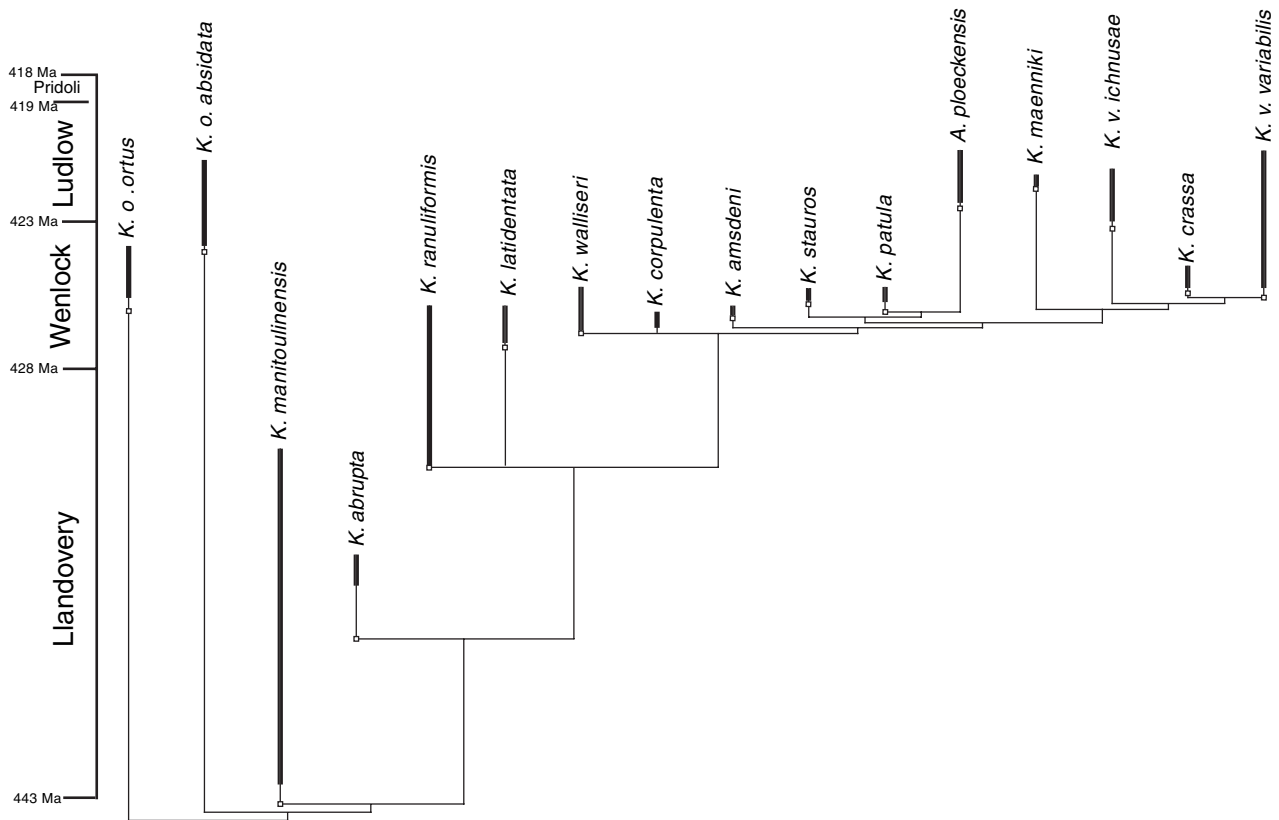 418 Ma
Pridoli
419 Ma
Ludlow
423 Ma
Wenlock
428 Ma
Llandovery
443 Ma
K. o .ortus
K. o. absidata
K. manitoulinensis
K. abrupta
K. ranuliformis
K. latidentata
K. walliseri
K. corpulenta
K. amsdeni
K. stauros
K. patula
A. ploeckensis
K. maenniki
K. v. ichnusae
K. crassa
K. v. variabilis